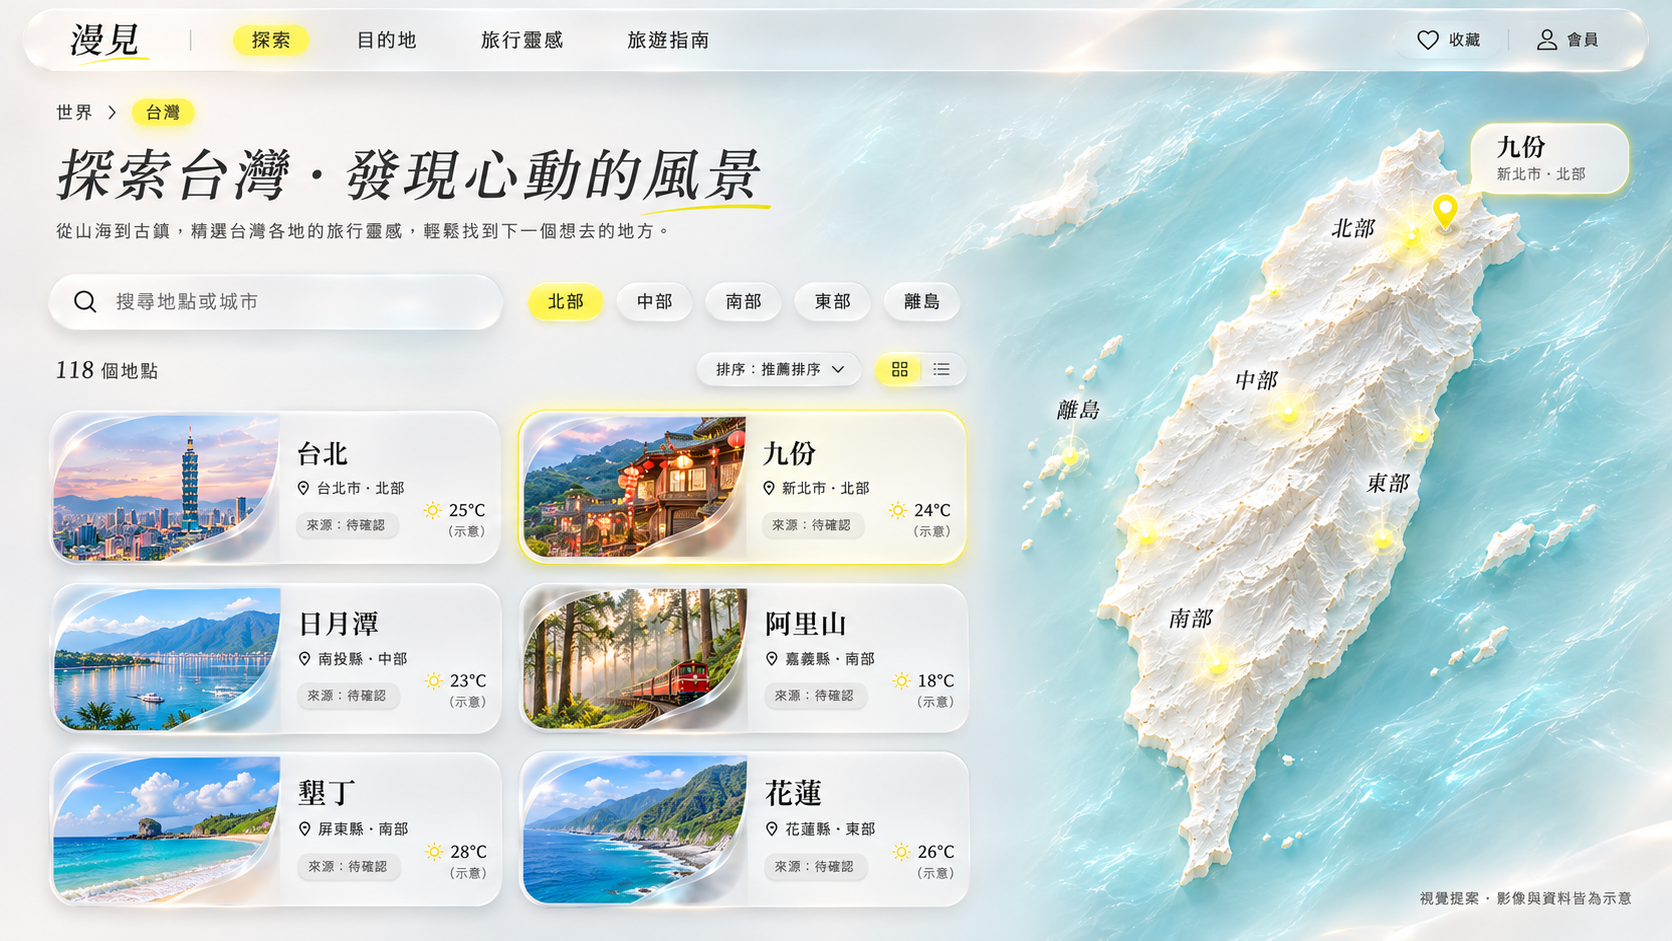 漫見
探索
目的地
旅行靈感
旅遊指南
收藏
會員
世界 > 台灣
探索台灣・發現心動的風景
從山海到古鎮，精選台灣各地的旅行靈感，輕鬆找到下一個想去的地方。
搜尋地點或城市
北部
中部
南部
東部
離島
118 個地點
排序：推薦排序
台北
台北市・北部
來源：待確認
25°C
（示意）
九份
新北市・北部
來源：待確認
24°C
（示意）
日月潭
南投縣・中部
來源：待確認
23°C
（示意）
阿里山
嘉義縣・南部
來源：待確認
18°C
（示意）
墾丁
屏東縣・南部
來源：待確認
28°C
（示意）
花蓮
花蓮縣・東部
來源：待確認
26°C
（示意）
九份
新北市・北部
北部
中部
離島
東部
南部
視覺提案・影像與資料皆為示意